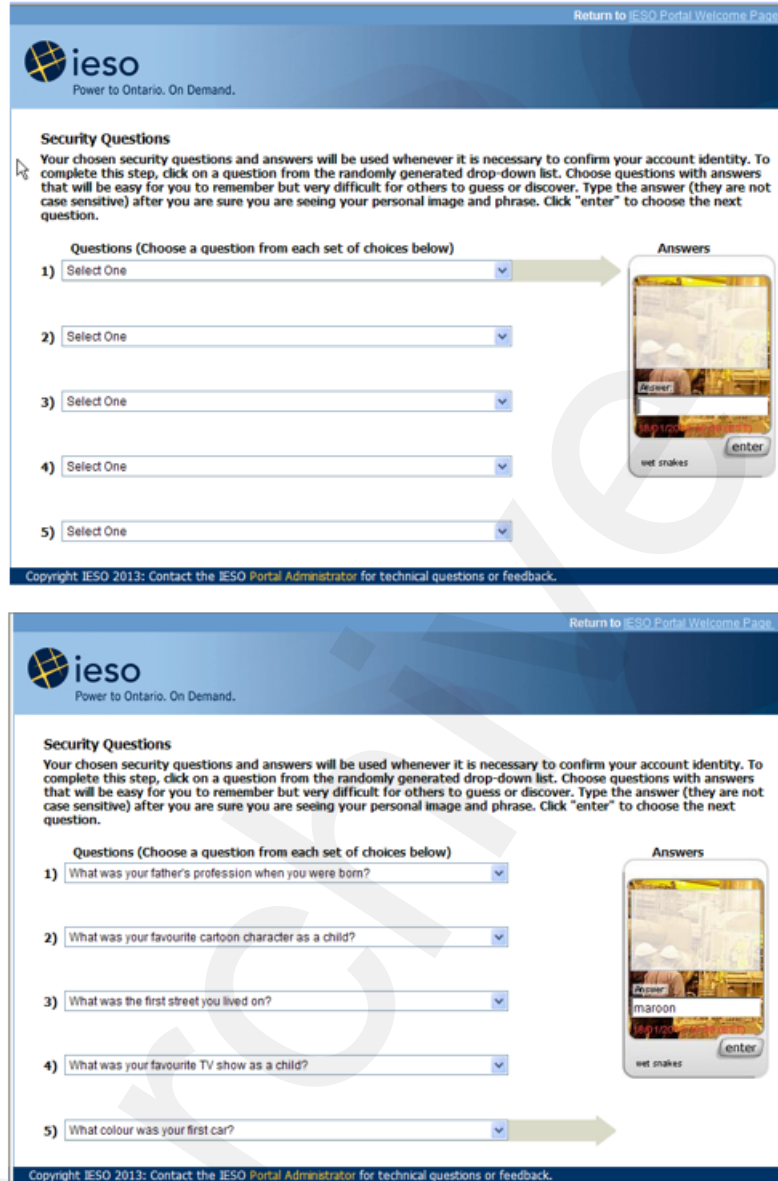 Return to IESO Portal Welcome Page
ieso
Power to Ontario. On Demand.
Security Questions
Your chosen security questions and answers will be used whenever it is necessary to confirm your account identity. To
complete this step, click on a question from the randomly generated drop-down list. Choose questions with answers
that will be easy for you to remember but very difficult for others to guess or discover. Type the answer (they are not
case sensitive) after you are sure you are seeing your personal image and phrase. Click "enter" to choose the next
question.
Questions (Choose a question from each set of choices below) Answers
1) Select One
2) Select One
3) Select One
Answer:
4) Select One
enter
wet snakes
5) Select One
Copyright IESO 2013: Contact the IESO Portal Administrator for technical questions or feedback.
Return to IESO Portal Welcome Page
ieso
Power to Ontario. On Demand.
Security Questions
Your chosen security questions and answers will be used whenever it is necessary to confirm your account identity. To
complete this step, click on a question from the randomly generated drop-down list. Choose questions with answers
that will be easy for you to remember but very difficult for others to guess or discover. Type the answer (they are not
case sensitive) after you are sure you are seeing your personal image and phrase. Click "enter" to choose the next
question.
Questions (Choose a question from each set of choices below) Answers
1) What was your father's profession when you were born?
2) What was your favourite cartoon character as a child?
3) What was the first street you lived on?
Answer:
maroon
4) What was your favourite TV show as a child?
enter
wet snakes
5) What colour was your first car?
Copyright IESO 2013: Contact the IESO Portal Administrator for technical questions or feedback.